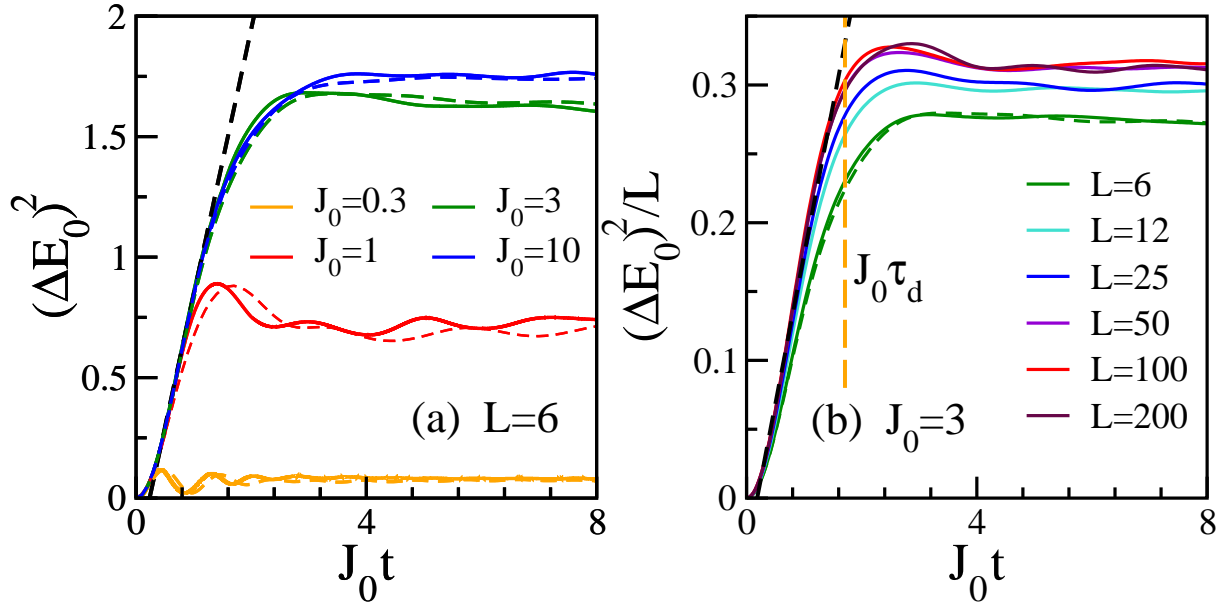 2
1.5
1
0.5
0
(ΔE₀)²
J₀=0.3
J₀=3
J₀=1
J₀=10
(a) L=6
0
4
8
J₀t
0.3
0.2
0.1
0
(ΔE₀)²/L
J₀τ_d
L=6
L=12
L=25
L=50
L=100
L=200
(b) J₀=3
0
4
8
J₀t